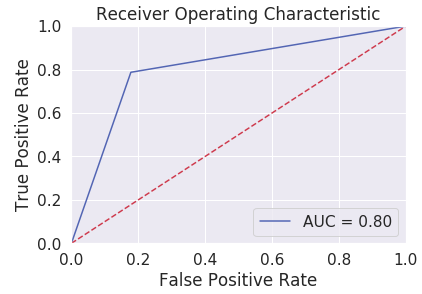 Receiver Operating Characteristic
1.0
0.8
0.6
0.4
0.2
0.0
True Positive Rate
AUC = 0.80
0.0 0.2 0.4 0.6 0.8 1.0
False Positive Rate